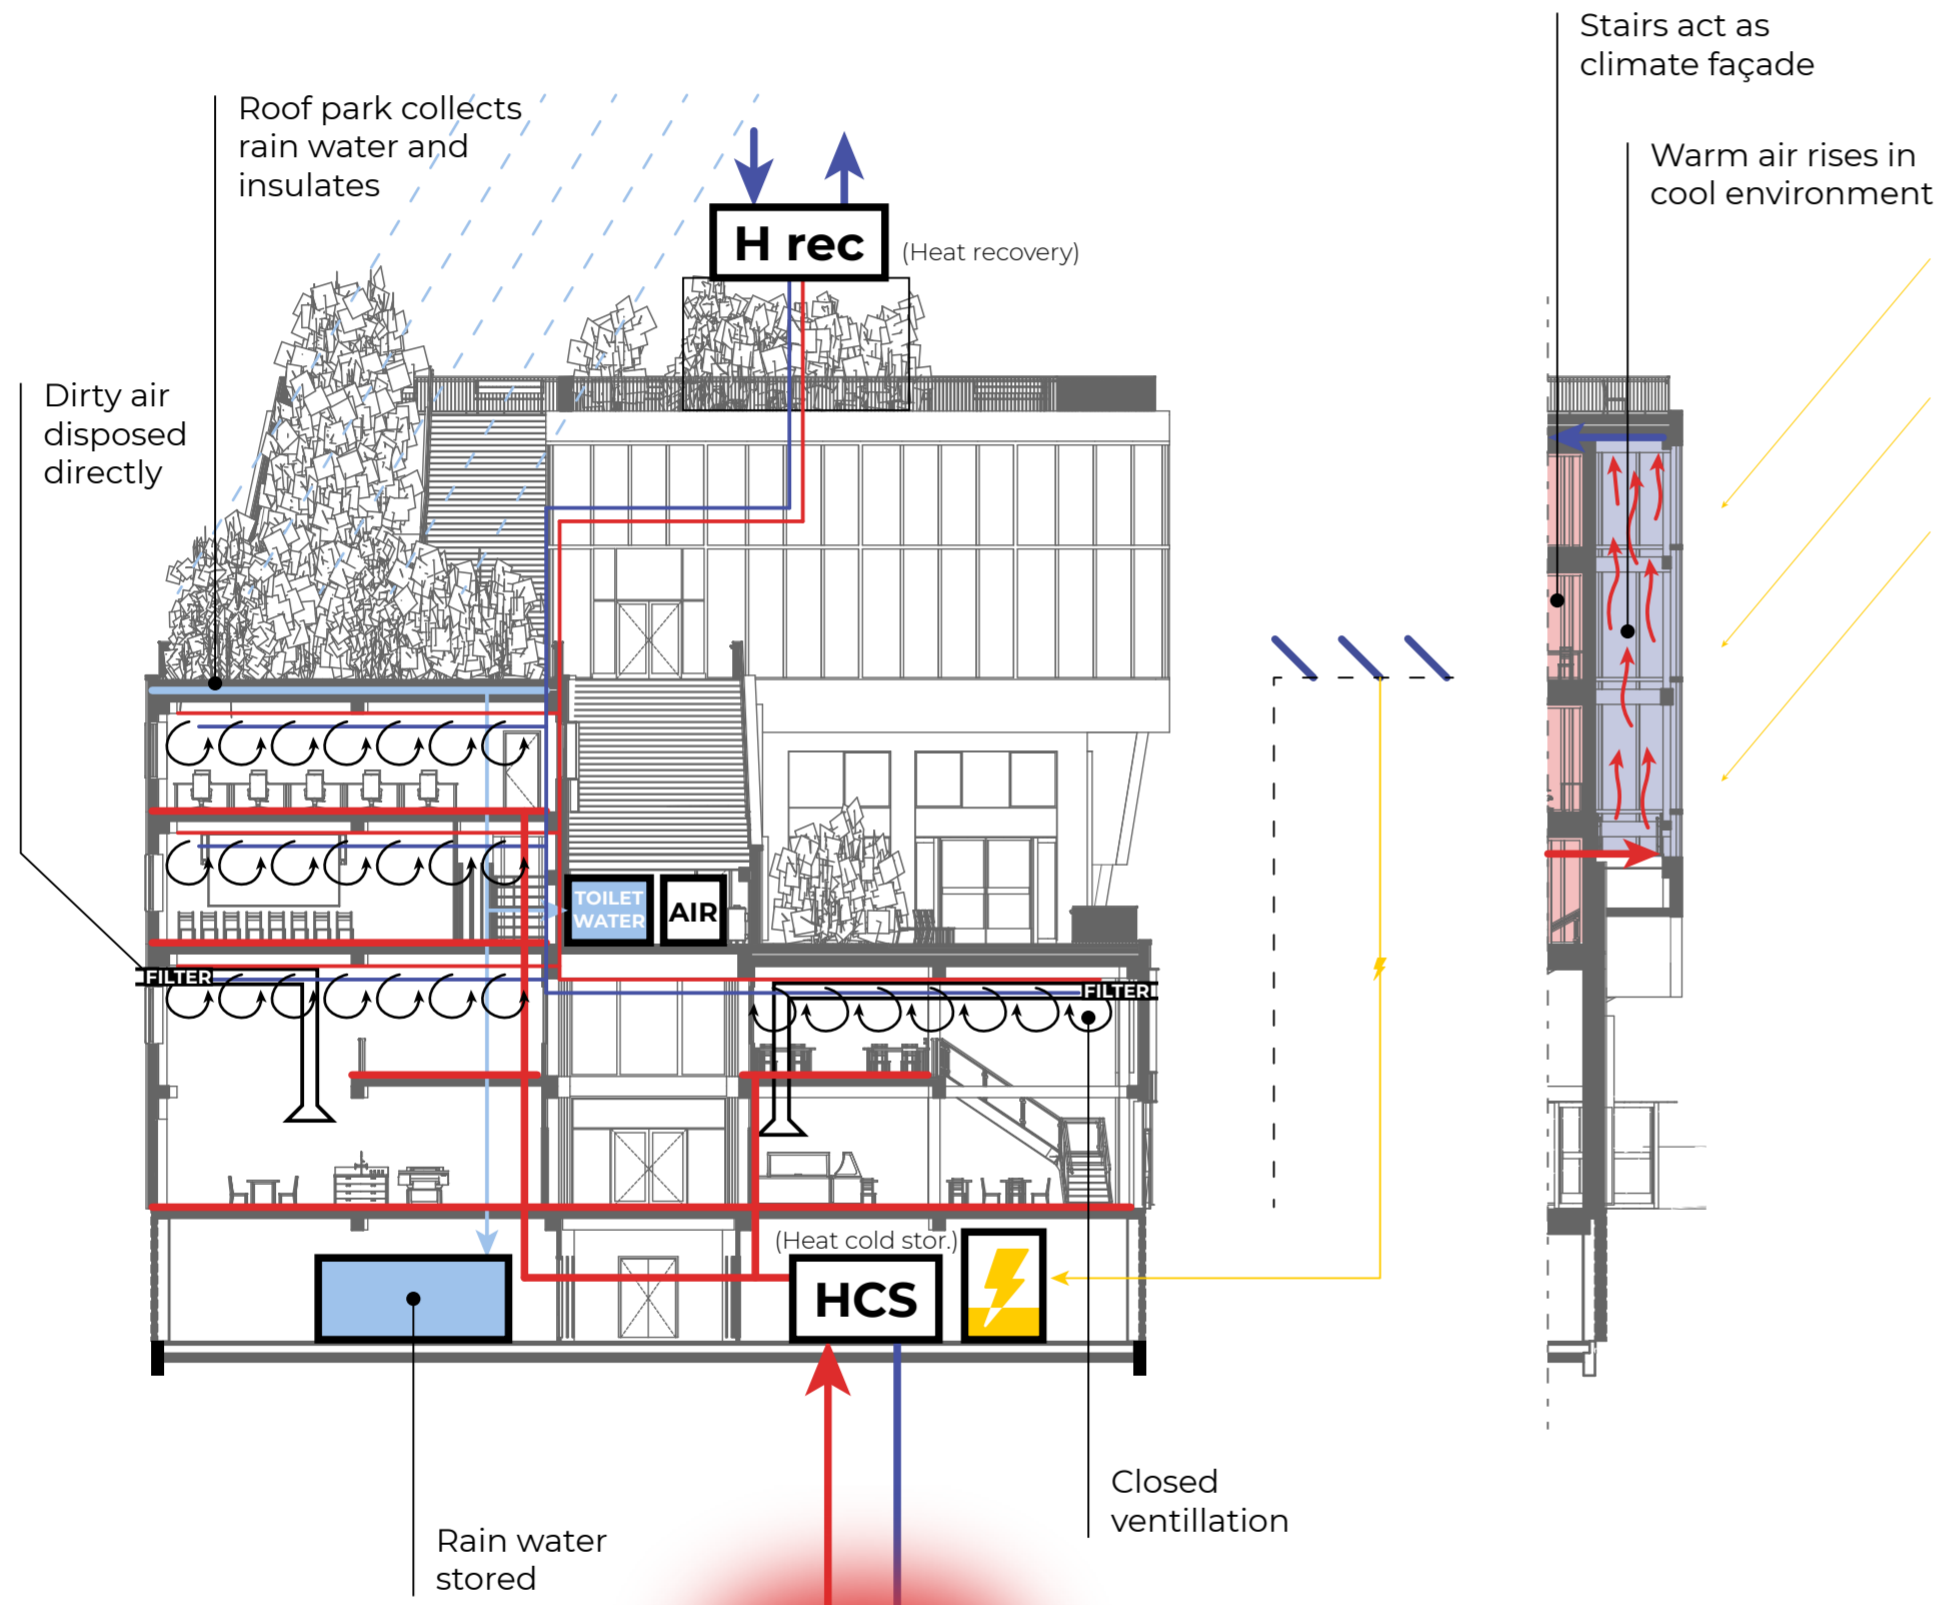 Stairs act as
climate façade
Roof park collects
rain water and
insulates
Warm air rises in
cool environment
H rec
(Heat recovery)
Dirty air
disposed
directly
TOILET
WATER
AIR
FILTER
FILTER
(Heat cold stor.)
HCS
Closed
ventillation
Rain water
stored